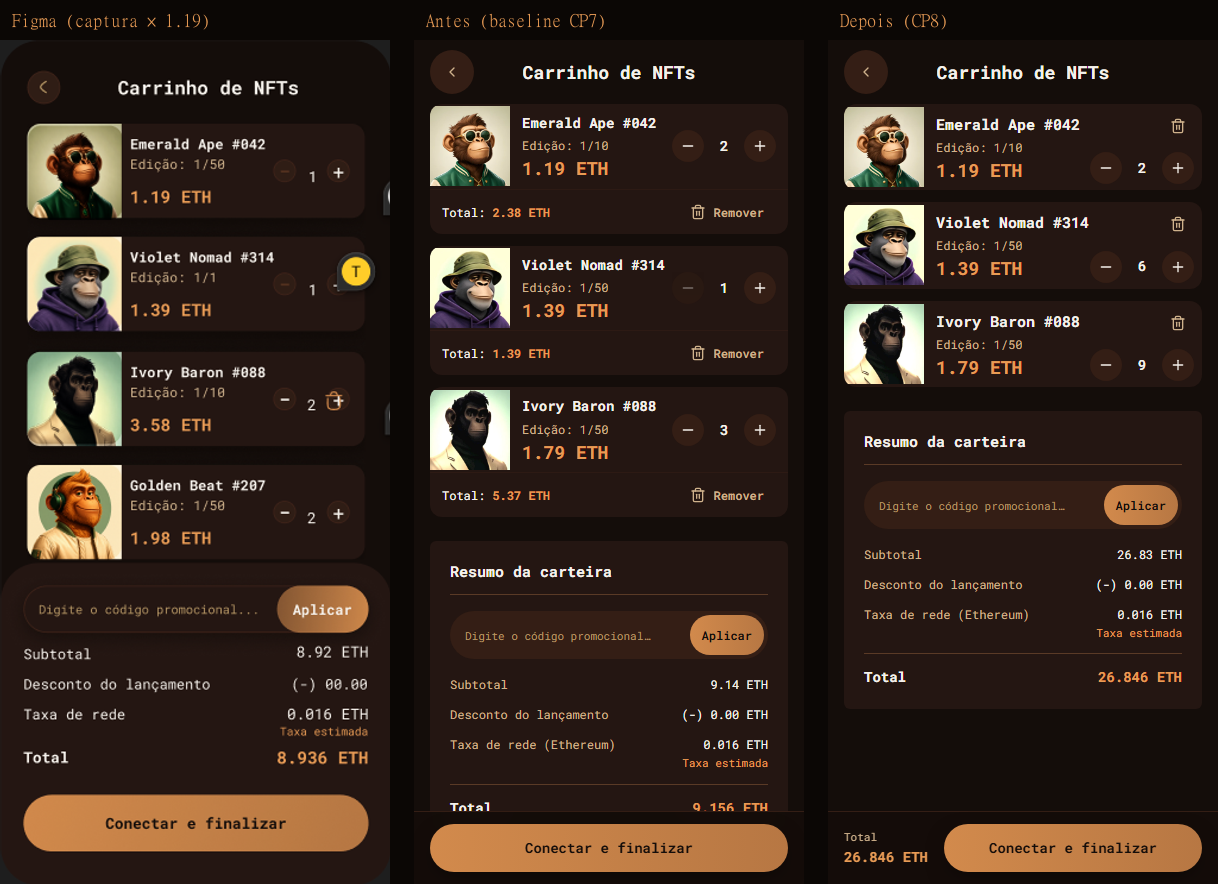 Figma (captura × 1.19)
Carrinho de NFTs
Emerald Ape #042
Edição: 1/50
1.19 ETH
− 1 +
Violet Nomad #314
Edição: 1/1
1.39 ETH
− 1
T
Ivory Baron #088
Edição: 1/10
3.58 ETH
− 2 +
Golden Beat #207
Edição: 1/50
1.98 ETH
− 2 +
Digite o código promocional...
Aplicar
Subtotal 8.92 ETH
Desconto do lançamento (-) 00.00
Taxa de rede 0.016 ETH
Taxa estimada
Total 8.936 ETH
Conectar e finalizar
Antes (baseline CP7)
Carrinho de NFTs
Emerald Ape #042
Edição: 1/10
1.19 ETH
− 2 +
Total: 2.38 ETH
Remover
Violet Nomad #314
Edição: 1/50
1.39 ETH
− 1 +
Total: 1.39 ETH
Remover
Ivory Baron #088
Edição: 1/50
1.79 ETH
− 3 +
Total: 5.37 ETH
Remover
Resumo da carteira
Digite o código promocional…
Aplicar
Subtotal 9.14 ETH
Desconto do lançamento (-) 0.00 ETH
Taxa de rede (Ethereum) 0.016 ETH
Taxa estimada
Total 9.156 ETH
Conectar e finalizar
Depois (CP8)
Carrinho de NFTs
Emerald Ape #042
Edição: 1/10
1.19 ETH
− 2 +
Violet Nomad #314
Edição: 1/50
1.39 ETH
− 6 +
Ivory Baron #088
Edição: 1/50
1.79 ETH
− 9 +
Resumo da carteira
Digite o código promocional…
Aplicar
Subtotal 26.83 ETH
Desconto do lançamento (-) 0.00 ETH
Taxa de rede (Ethereum) 0.016 ETH
Taxa estimada
Total 26.846 ETH
Total
26.846 ETH
Conectar e finalizar